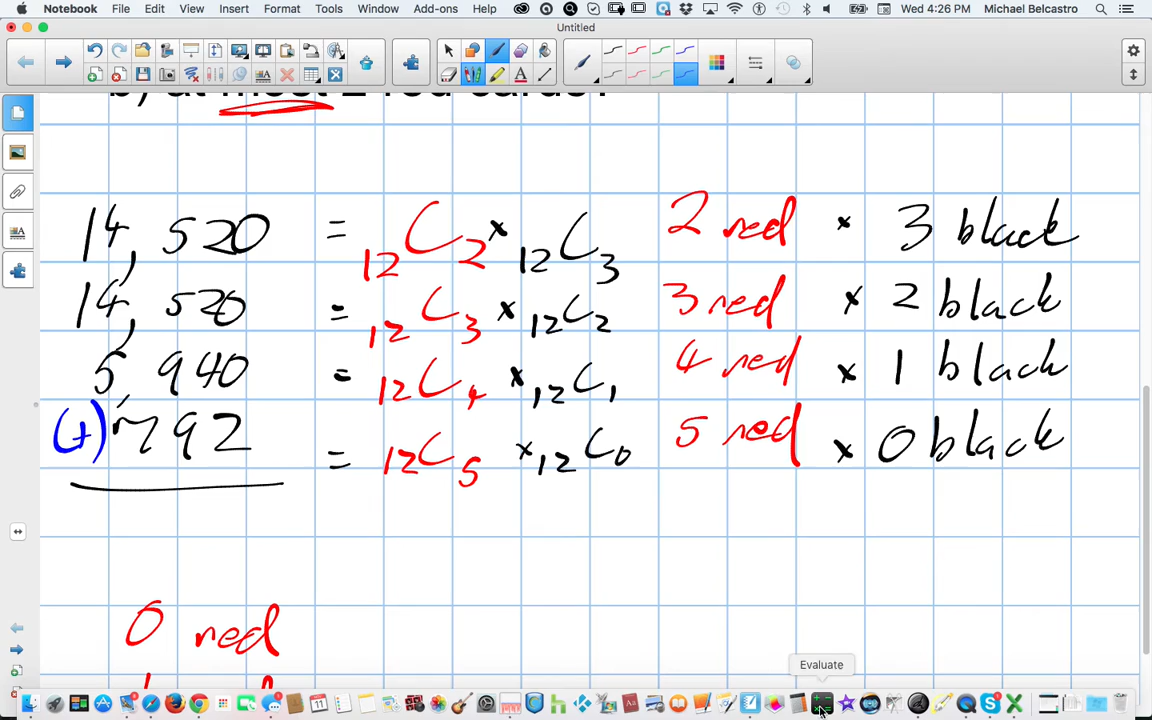 Notebook File Edit View Insert Format Tools Window Add-ons Help Wed 4:26 PM Michael Belcastro
Untitled
14,520 = 12C2 × 12C3 2 red × 3 black
14,520 = 12C3 × 12C2 3 red × 2 black
5,940 = 12C4 × 12C1 4 red × 1 black
(+) 792 = 12C5 × 12C0 5 red × 0 black
0 red
Evaluate